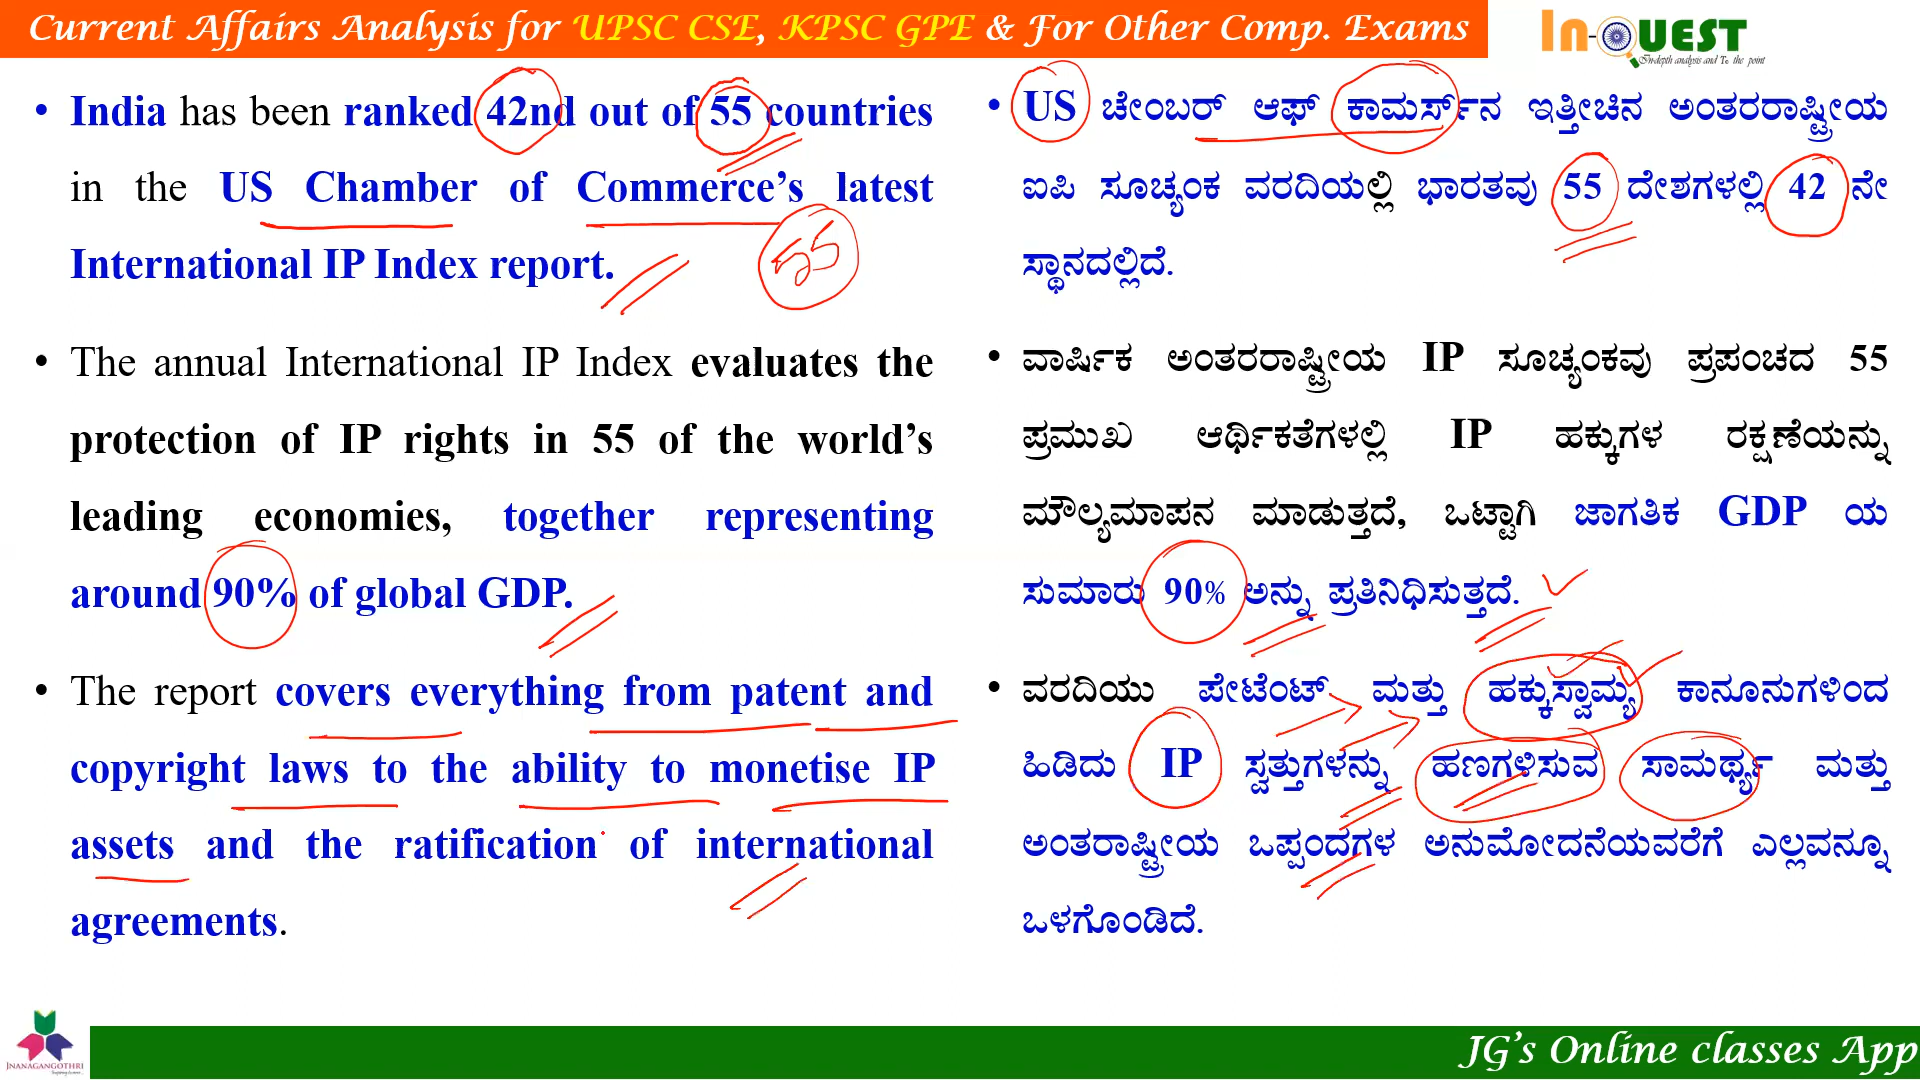 Current Affairs Analysis for UPSC CSE, KPSC GPE & For Other Comp. Exams
In-QUEST
In-depth analysis and To the point
• India has been ranked 42nd out of 55 countries
in the US Chamber of Commerce’s latest
International IP Index report.
55
• The annual International IP Index evaluates the
protection of IP rights in 55 of the world’s
leading economies, together representing
around 90% of global GDP.
• The report covers everything from patent and
copyright laws to the ability to monetise IP
assets and the ratification of international
agreements.
• US ಚೇಂಬರ್ ಆಫ್ ಕಾಮರ್ಸ್‌ನ ಇತ್ತೀಚಿನ ಅಂತರರಾಷ್ಟ್ರೀಯ
ಐಪಿ ಸೂಚ್ಯಂಕ ವರದಿಯಲ್ಲಿ ಭಾರತವು 55 ದೇಶಗಳಲ್ಲಿ 42 ನೇ
ಸ್ಥಾನದಲ್ಲಿದೆ.
• ವಾರ್ಷಿಕ ಅಂತರರಾಷ್ಟ್ರೀಯ IP ಸೂಚ್ಯಂಕವು ಪ್ರಪಂಚದ 55
ಪ್ರಮುಖ ಆರ್ಥಿಕತೆಗಳಲ್ಲಿ IP ಹಕ್ಕುಗಳ ರಕ್ಷಣೆಯನ್ನು
ಮೌಲ್ಯಮಾಪನ ಮಾಡುತ್ತದೆ, ಒಟ್ಟಾಗಿ ಜಾಗತಿಕ GDP ಯ
ಸುಮಾರು 90% ಅನ್ನು ಪ್ರತಿನಿಧಿಸುತ್ತದೆ.
• ವರದಿಯು ಪೇಟೆಂಟ್ ಮತ್ತು ಹಕ್ಕುಸ್ವಾಮ್ಯ ಕಾನೂನುಗಳಿಂದ
ಹಿಡಿದು IP ಸ್ವತ್ತುಗಳನ್ನು ಹಣಗಳಿಸುವ ಸಾಮರ್ಥ್ಯ ಮತ್ತು
ಅಂತರಾಷ್ಟ್ರೀಯ ಒಪ್ಪಂದಗಳ ಅನುಮೋದನೆಯವರೆಗೆ ಎಲ್ಲವನ್ನೂ
ಒಳಗೊಂಡಿದೆ.
JNANAGANGOTHRI
JG’s Online classes App